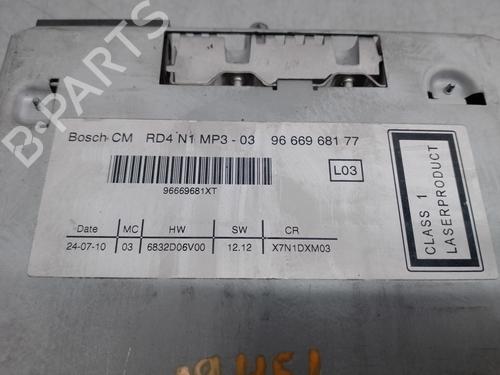 Bosch CM RD4 N1 MP3 - 03 96 669 681 77
96669681XT
L03
Date MC HW SW CR
24-07-10 03 6832D06V00 12.12 X7N1DXM03
CLASS 1
LASERPRODUCT
B-PARTS